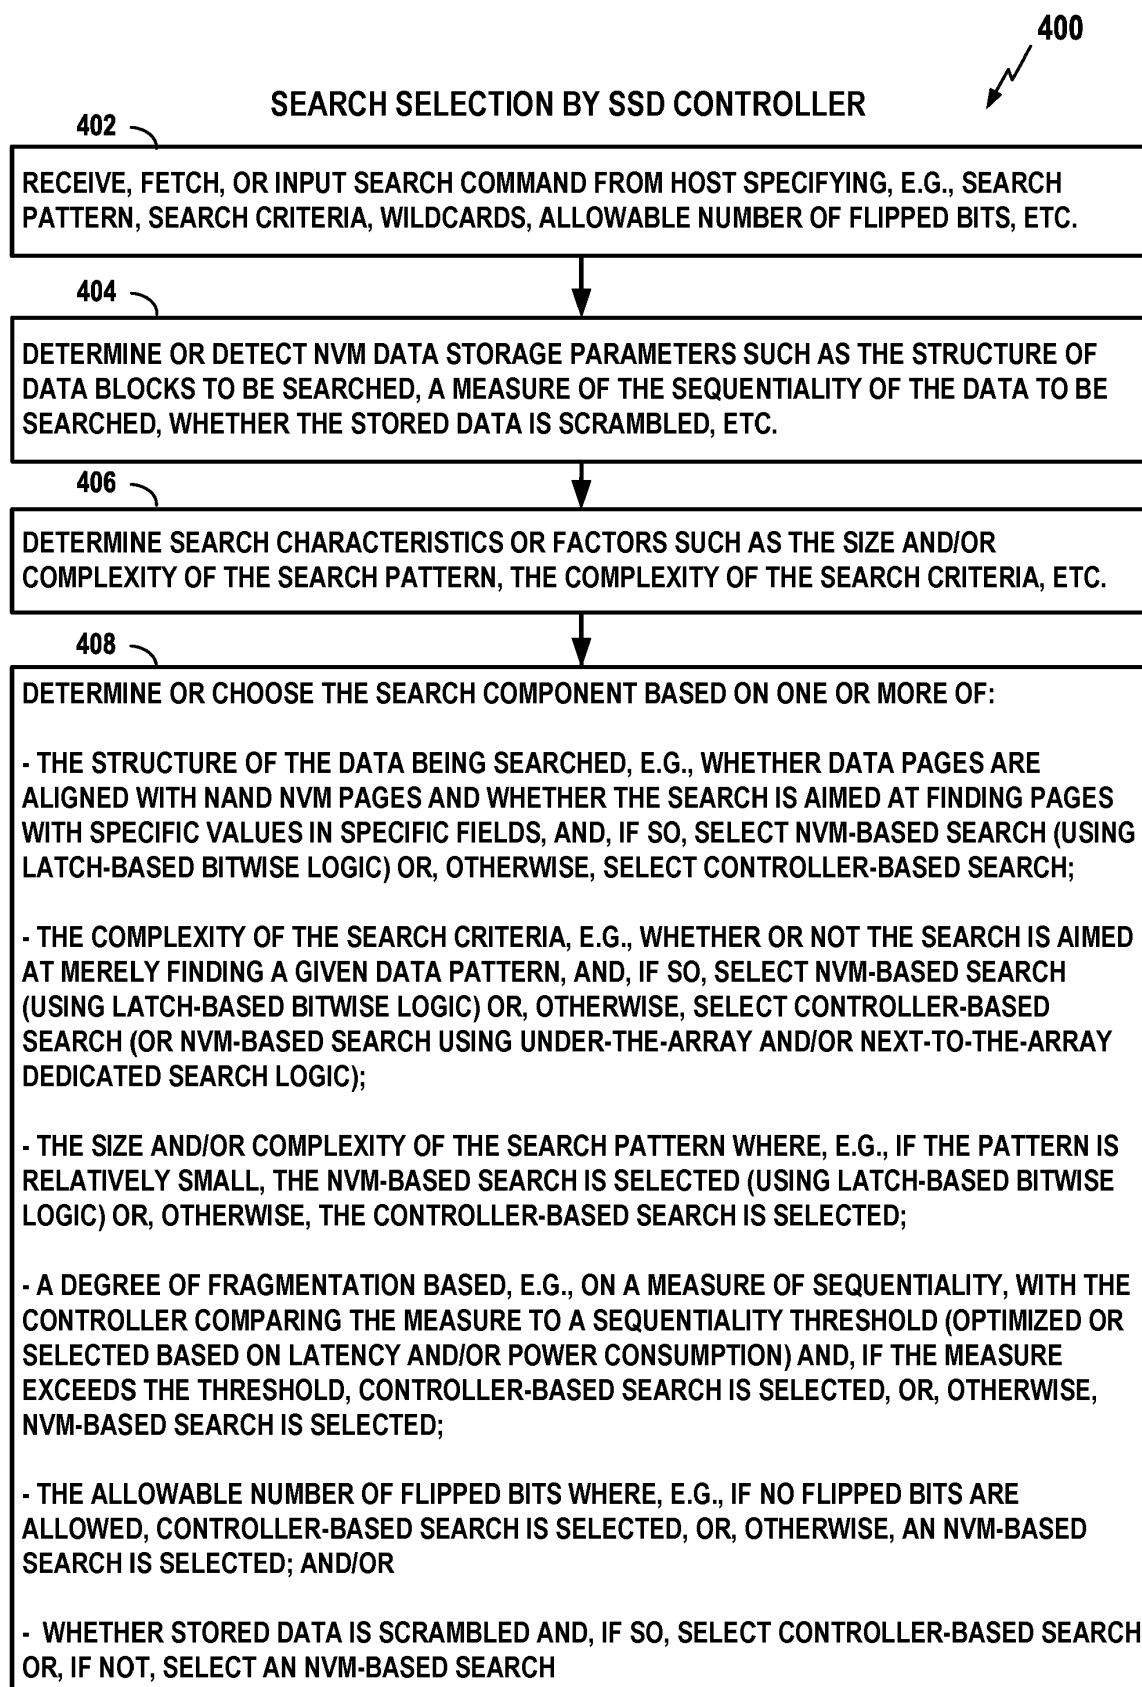 400
SEARCH SELECTION BY SSD CONTROLLER
402
RECEIVE, FETCH, OR INPUT SEARCH COMMAND FROM HOST SPECIFYING, E.G., SEARCH
PATTERN, SEARCH CRITERIA, WILDCARDS, ALLOWABLE NUMBER OF FLIPPED BITS, ETC.
404
DETERMINE OR DETECT NVM DATA STORAGE PARAMETERS SUCH AS THE STRUCTURE OF
DATA BLOCKS TO BE SEARCHED, A MEASURE OF THE SEQUENTIALITY OF THE DATA TO BE
SEARCHED, WHETHER THE STORED DATA IS SCRAMBLED, ETC.
406
DETERMINE SEARCH CHARACTERISTICS OR FACTORS SUCH AS THE SIZE AND/OR
COMPLEXITY OF THE SEARCH PATTERN, THE COMPLEXITY OF THE SEARCH CRITERIA, ETC.
408
DETERMINE OR CHOOSE THE SEARCH COMPONENT BASED ON ONE OR MORE OF:
- THE STRUCTURE OF THE DATA BEING SEARCHED, E.G., WHETHER DATA PAGES ARE
ALIGNED WITH NAND NVM PAGES AND WHETHER THE SEARCH IS AIMED AT FINDING PAGES
WITH SPECIFIC VALUES IN SPECIFIC FIELDS, AND, IF SO, SELECT NVM-BASED SEARCH (USING
LATCH-BASED BITWISE LOGIC) OR, OTHERWISE, SELECT CONTROLLER-BASED SEARCH;
- THE COMPLEXITY OF THE SEARCH CRITERIA, E.G., WHETHER OR NOT THE SEARCH IS AIMED
AT MERELY FINDING A GIVEN DATA PATTERN, AND, IF SO, SELECT NVM-BASED SEARCH
(USING LATCH-BASED BITWISE LOGIC) OR, OTHERWISE, SELECT CONTROLLER-BASED
SEARCH (OR NVM-BASED SEARCH USING UNDER-THE-ARRAY AND/OR NEXT-TO-THE-ARRAY
DEDICATED SEARCH LOGIC);
- THE SIZE AND/OR COMPLEXITY OF THE SEARCH PATTERN WHERE, E.G., IF THE PATTERN IS
RELATIVELY SMALL, THE NVM-BASED SEARCH IS SELECTED (USING LATCH-BASED BITWISE
LOGIC) OR, OTHERWISE, THE CONTROLLER-BASED SEARCH IS SELECTED;
- A DEGREE OF FRAGMENTATION BASED, E.G., ON A MEASURE OF SEQUENTIALITY, WITH THE
CONTROLLER COMPARING THE MEASURE TO A SEQUENTIALITY THRESHOLD (OPTIMIZED OR
SELECTED BASED ON LATENCY AND/OR POWER CONSUMPTION) AND, IF THE MEASURE
EXCEEDS THE THRESHOLD, CONTROLLER-BASED SEARCH IS SELECTED, OR, OTHERWISE,
NVM-BASED SEARCH IS SELECTED;
- THE ALLOWABLE NUMBER OF FLIPPED BITS WHERE, E.G., IF NO FLIPPED BITS ARE
ALLOWED, CONTROLLER-BASED SEARCH IS SELECTED, OR, OTHERWISE, AN NVM-BASED
SEARCH IS SELECTED; AND/OR
- WHETHER STORED DATA IS SCRAMBLED AND, IF SO, SELECT CONTROLLER-BASED SEARCH
OR, IF NOT, SELECT AN NVM-BASED SEARCH